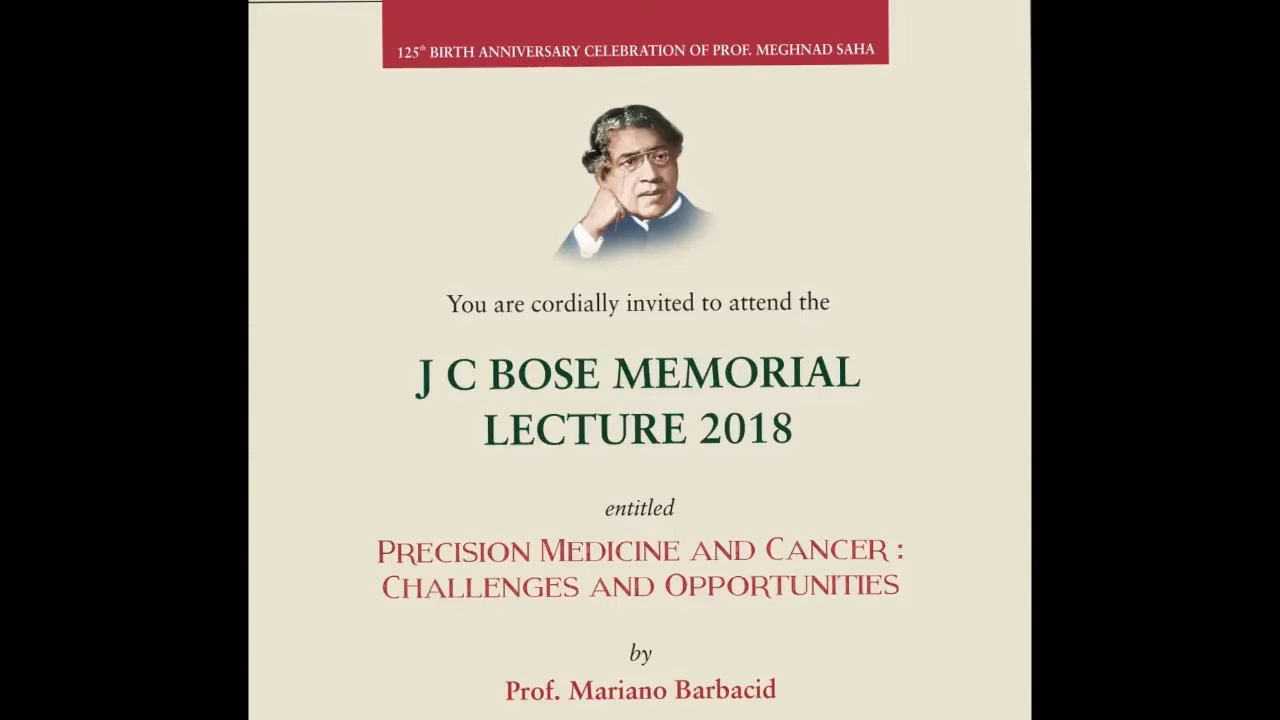 125th BIRTH ANNIVERSARY CELEBRATION OF PROF. MEGHNAD SAHA
You are cordially invited to attend the
J C BOSE MEMORIAL
LECTURE 2018
entitled
PRECISION MEDICINE AND CANCER :
CHALLENGES AND OPPORTUNITIES
by
Prof. Mariano Barbacid